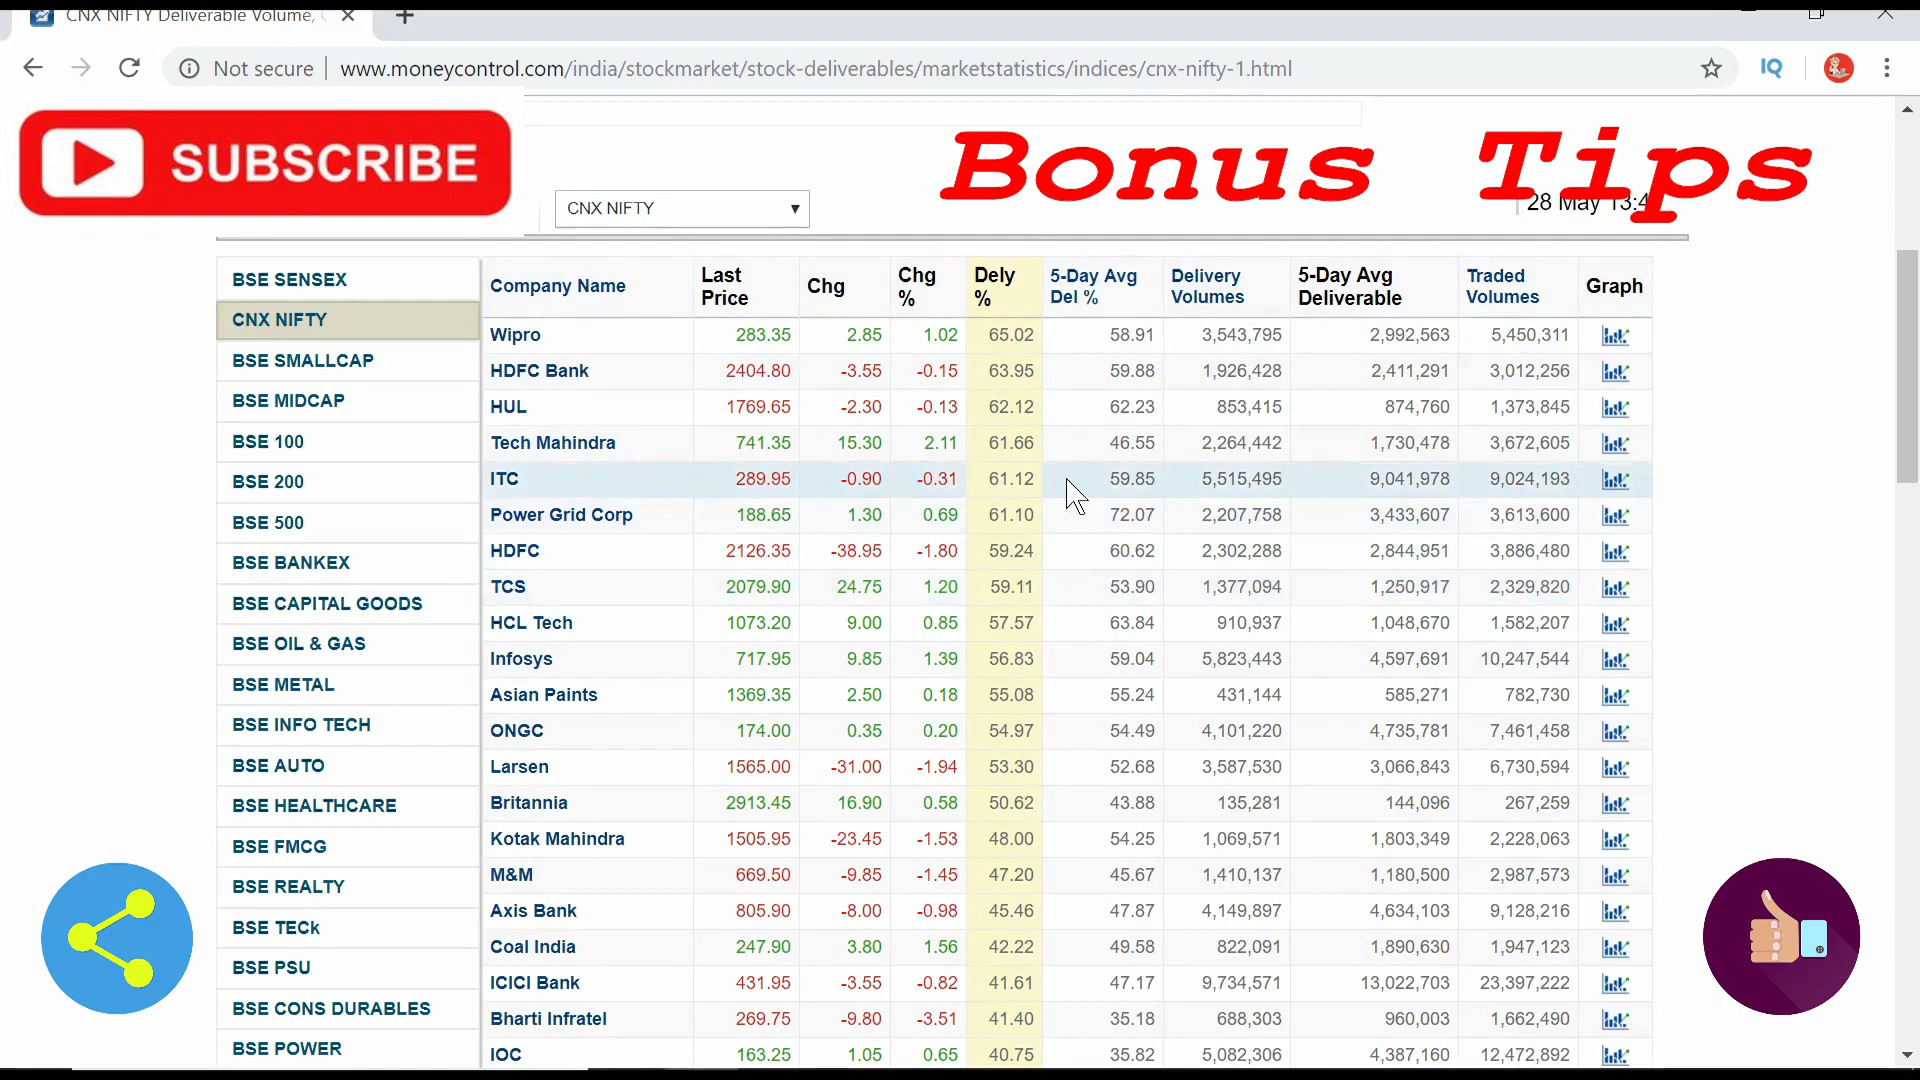 CNX NIFTY Deliverable Volume,
Not secure www.moneycontrol.com/india/stockmarket/stock-deliverables/marketstatistics/indices/cnx-nifty-1.html IQ
SUBSCRIBE
Bonus Tips
CNX NIFTY 28 May 13:4
BSE SENSEX
CNX NIFTY
BSE SMALLCAP
BSE MIDCAP
BSE 100
BSE 200
BSE 500
BSE BANKEX
BSE CAPITAL GOODS
BSE OIL & GAS
BSE METAL
BSE INFO TECH
BSE AUTO
BSE HEALTHCARE
BSE FMCG
BSE REALTY
BSE TECk
BSE PSU
BSE CONS DURABLES
BSE POWER
Company Name Last Price Chg Chg % Dely % 5-Day Avg Del % Delivery Volumes 5-Day Avg Deliverable Traded Volumes Graph
Wipro 283.35 2.85 1.02 65.02 58.91 3,543,795 2,992,563 5,450,311
HDFC Bank 2404.80 -3.55 -0.15 63.95 59.88 1,926,428 2,411,291 3,012,256
HUL 1769.65 -2.30 -0.13 62.12 62.23 853,415 874,760 1,373,845
Tech Mahindra 741.35 15.30 2.11 61.66 46.55 2,264,442 1,730,478 3,672,605
ITC 289.95 -0.90 -0.31 61.12 59.85 5,515,495 9,041,978 9,024,193
Power Grid Corp 188.65 1.30 0.69 61.10 72.07 2,207,758 3,433,607 3,613,600
HDFC 2126.35 -38.95 -1.80 59.24 60.62 2,302,288 2,844,951 3,886,480
TCS 2079.90 24.75 1.20 59.11 53.90 1,377,094 1,250,917 2,329,820
HCL Tech 1073.20 9.00 0.85 57.57 63.84 910,937 1,048,670 1,582,207
Infosys 717.95 9.85 1.39 56.83 59.04 5,823,443 4,597,691 10,247,544
Asian Paints 1369.35 2.50 0.18 55.08 55.24 431,144 585,271 782,730
ONGC 174.00 0.35 0.20 54.97 54.49 4,101,220 4,735,781 7,461,458
Larsen 1565.00 -31.00 -1.94 53.30 52.68 3,587,530 3,066,843 6,730,594
Britannia 2913.45 16.90 0.58 50.62 43.88 135,281 144,096 267,259
Kotak Mahindra 1505.95 -23.45 -1.53 48.00 54.25 1,069,571 1,803,349 2,228,063
M&M 669.50 -9.85 -1.45 47.20 45.67 1,410,137 1,180,500 2,987,573
Axis Bank 805.90 -8.00 -0.98 45.46 47.87 4,149,897 4,634,103 9,128,216
Coal India 247.90 3.80 1.56 42.22 49.58 822,091 1,890,630 1,947,123
ICICI Bank 431.95 -3.55 -0.82 41.61 47.17 9,734,571 13,022,703 23,397,222
Bharti Infratel 269.75 -9.80 -3.51 41.40 35.18 688,303 960,003 1,662,490
IOC 163.25 1.05 0.65 40.75 35.82 5,082,306 4,387,160 12,472,892